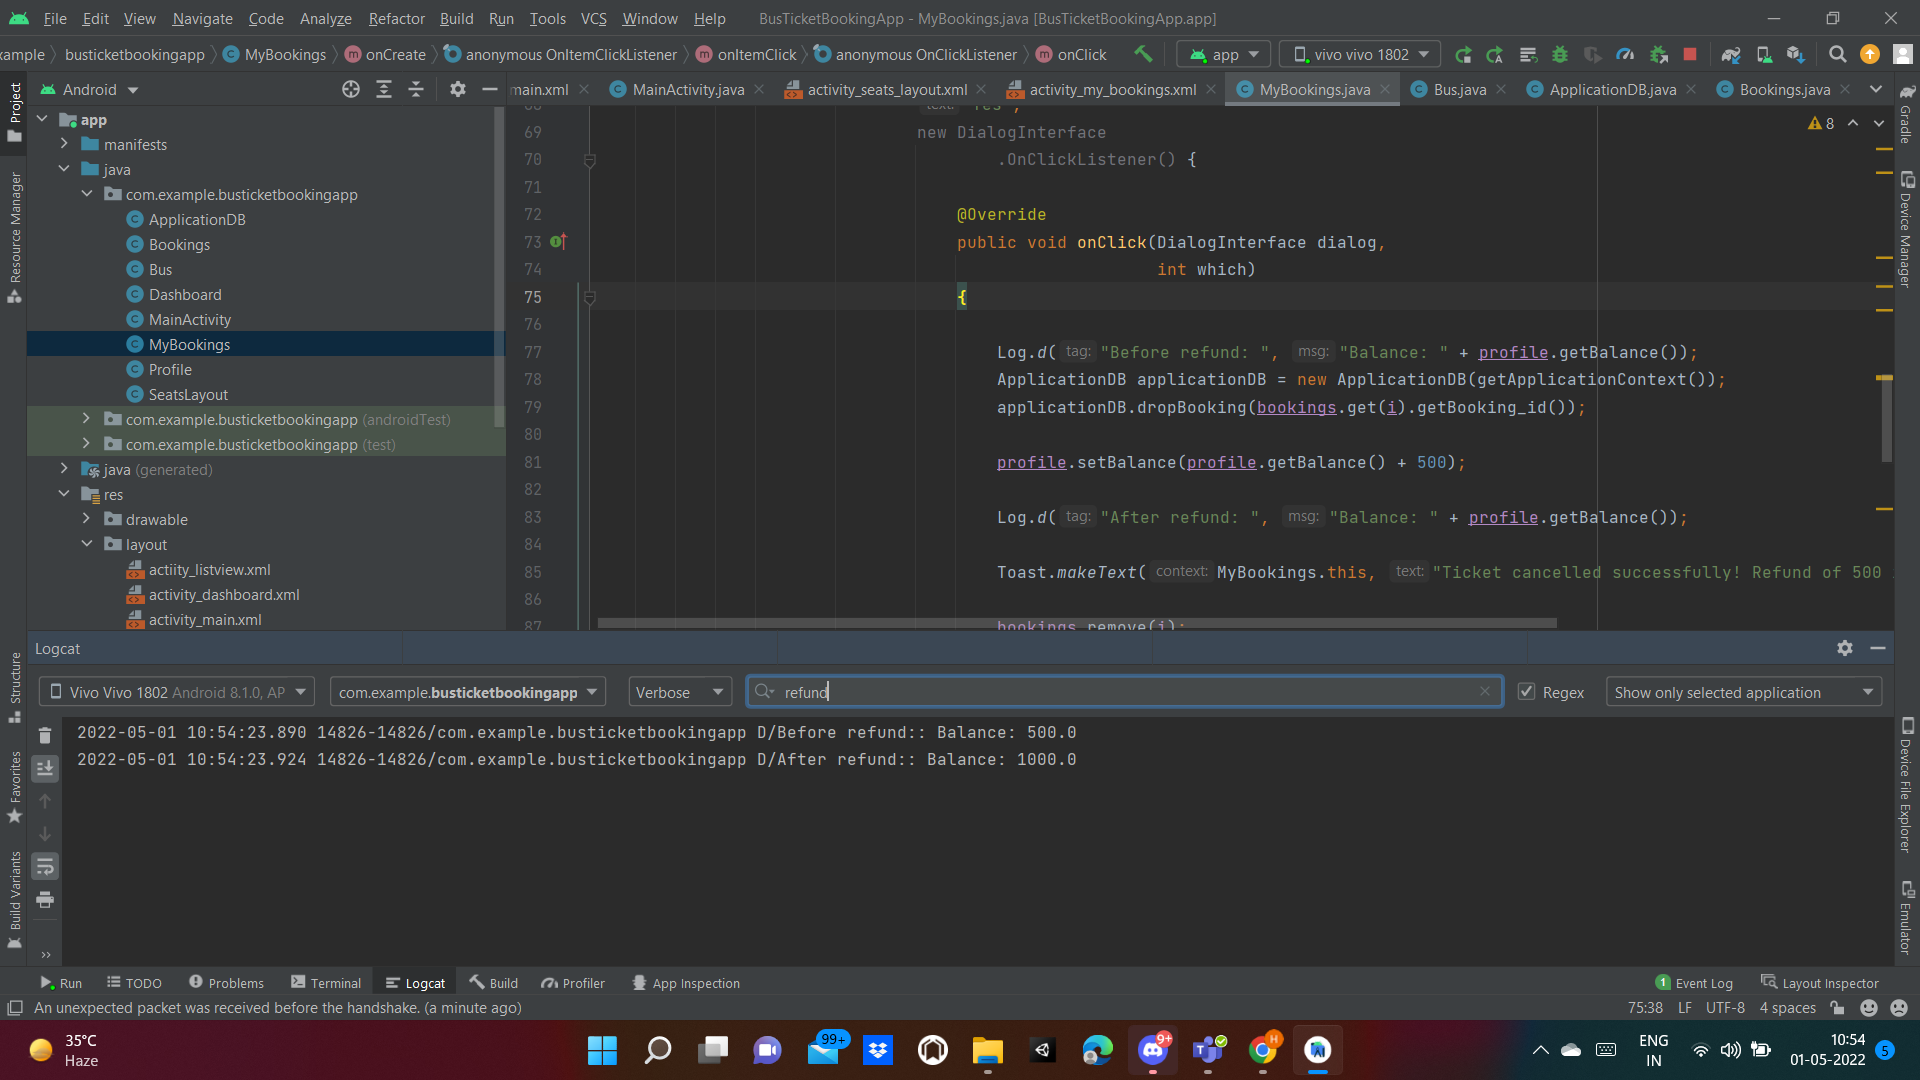 File Edit View Navigate Code Analyze Refactor Build Run Tools VCS Window Help BusTicketBookingApp - MyBookings.java [BusTicketBookingApp.app]
xample busticketbookingapp MyBookings onCreate anonymous OnItemClickListener onItemClick anonymous OnClickListener onClick app vivo vivo 1802
Project
Resource Manager
Structure
Favorites
Build Variants
Android
app
manifests
java
com.example.busticketbookingapp
ApplicationDB
Bookings
Bus
Dashboard
MainActivity
MyBookings
Profile
SeatsLayout
com.example.busticketbookingapp (androidTest)
com.example.busticketbookingapp (test)
java (generated)
res
drawable
layout
actiity_listview.xml
activity_dashboard.xml
activity_main.xml
main.xml MainActivity.java activity_seats_layout.xml activity_my_bookings.xml MyBookings.java Bus.java ApplicationDB.java Bookings.java
8
68 text: "Yes",
69 new DialogInterface
70 .OnClickListener() {
71
72 @Override
73 public void onClick(DialogInterface dialog,
74 int which)
75 {
76
77 Log.d( tag: "Before refund: ", msg: "Balance: " + profile.getBalance());
78 ApplicationDB applicationDB = new ApplicationDB(getApplicationContext());
79 applicationDB.dropBooking(bookings.get(i).getBooking_id());
80
81 profile.setBalance(profile.getBalance() + 500);
82
83 Log.d( tag: "After refund: ", msg: "Balance: " + profile.getBalance());
84
85 Toast.makeText( context: MyBookings.this, text: "Ticket cancelled successfully! Refund of 500
86
87 bookings.remove(i);
Gradle
Device Manager
Device File Explorer
Emulator
Logcat
Vivo Vivo 1802 Android 8.1.0, AP com.example.busticketbookingapp Verbose refund Regex Show only selected application
2022-05-01 10:54:23.890 14826-14826/com.example.busticketbookingapp D/Before refund:: Balance: 500.0
2022-05-01 10:54:23.924 14826-14826/com.example.busticketbookingapp D/After refund:: Balance: 1000.0
Run TODO Problems Terminal Logcat Build Profiler App Inspection 1 Event Log Layout Inspector
An unexpected packet was received before the handshake. (a minute ago) 75:38 LF UTF-8 4 spaces
35°C
Haze
99+
9+
H
ENG
IN
10:54
01-05-2022
5